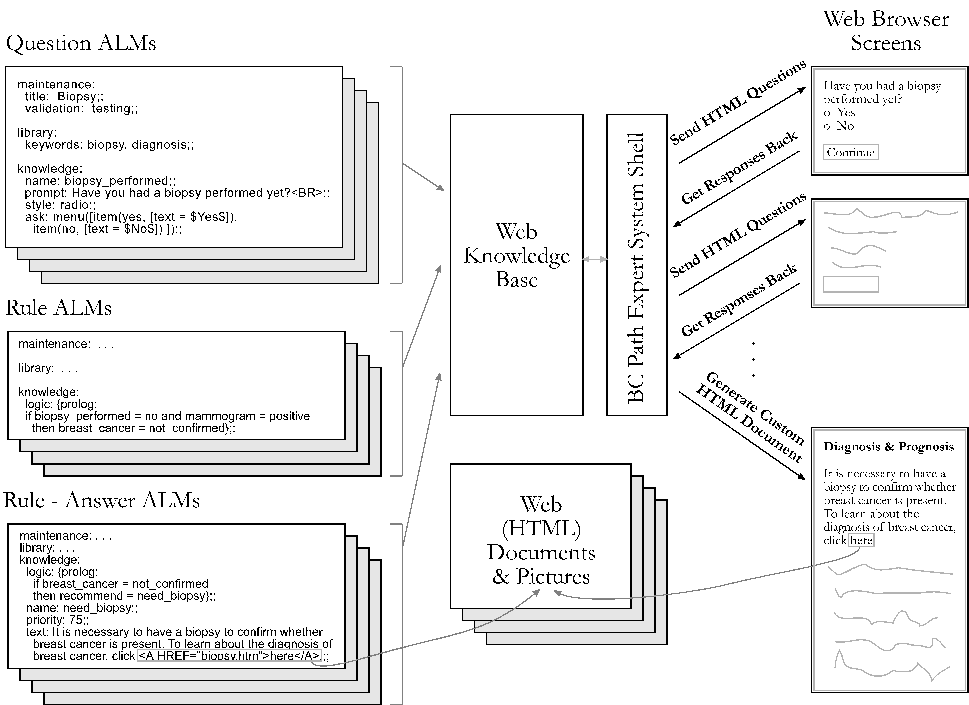 Question ALMs
maintenance:
title: Biopsy;;
validation: testing;;
library:
keywords: biopsy, diagnosis;;
knowledge:
name: biopsy_performed;;
prompt: Have you had a biopsy performed yet?<BR>;;
style: radio;;
ask: menu([item(yes, [text = $Yes$]),
item(no, [text = $No$]) ]);;
Rule ALMs
maintenance: . . .
library: . . .
knowledge:
logic: {prolog:
if biopsy_performed = no and mammogram = positive
then breast_cancer = not_confirmed};;
Rule - Answer ALMs
maintenance: . . .
library: . . .
knowledge:
logic: {prolog:
if breast_cancer = not_confirmed
then recommend = need_biopsy};;
name: need_biopsy;;
priority: 75;;
text: It is necessary to have a biopsy to confirm whether
breast cancer is present. To learn about the diagnosis of
breast cancer, click <A HREF="biopsy.htm">here</A>;;
Web
Knowledge
Base
BC Path Expert System Shell
Web
(HTML)
Documents
& Pictures
Send HTML Questions
Get Responses Back
Send HTML Questions
Get Responses Back
Generate Custom
HTML Document
Web Browser
Screens
Have you had a biopsy
performed yet?
o Yes
o No
Continue
Diagnosis & Prognosis
It is necessary to have a
biopsy to confirm whether
breast cancer is present.
To learn about the
diagnosis of breast cancer,
click here